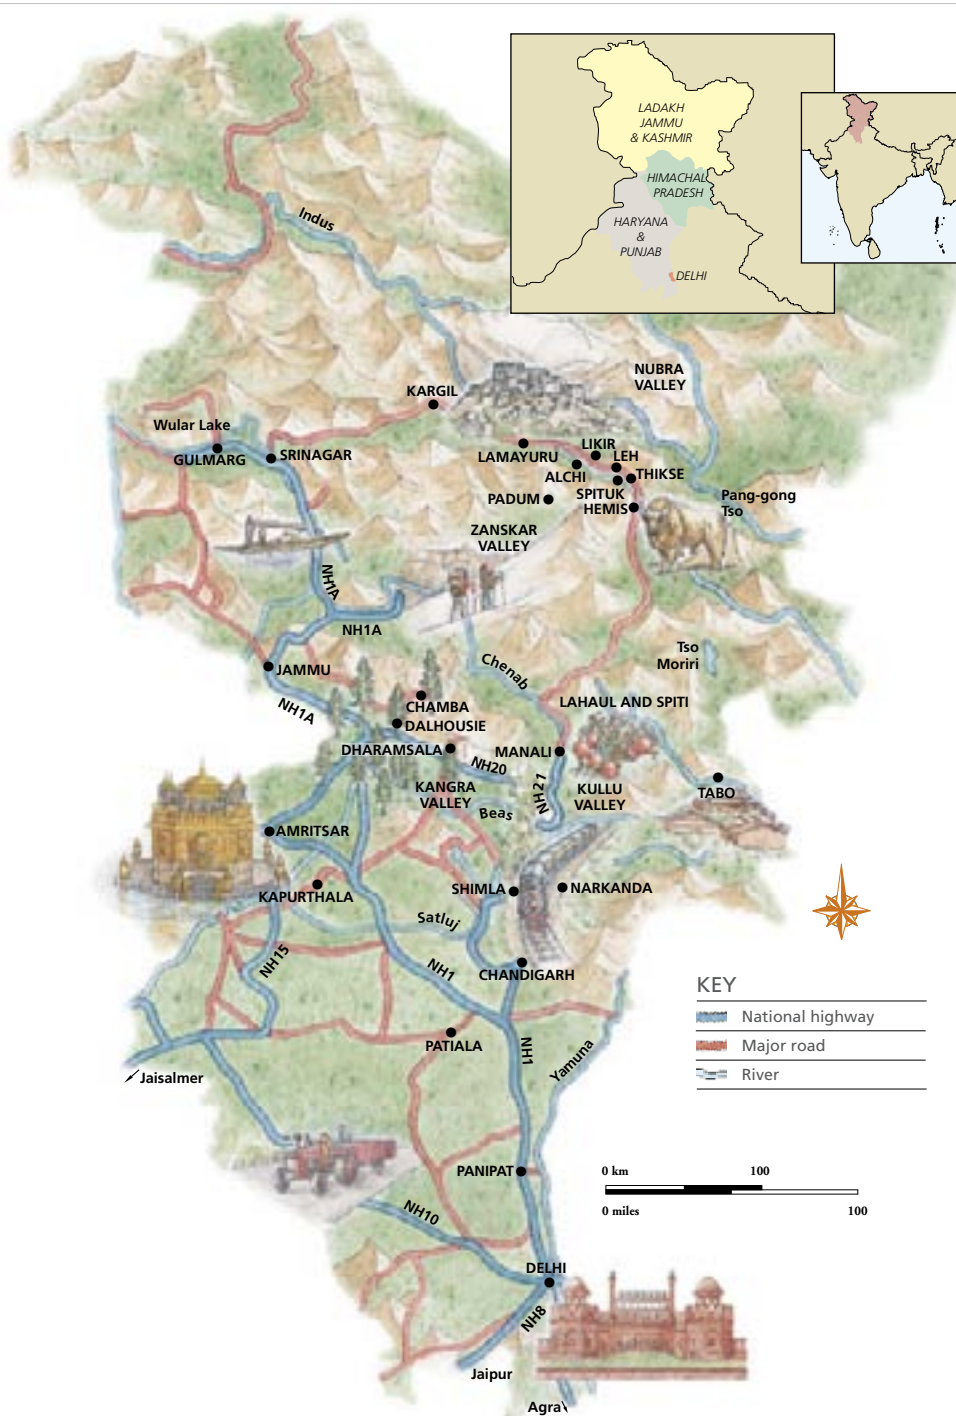 LADAKH
JAMMU
& KASHMIR
HIMACHAL
PRADESH
HARYANA
&
PUNJAB
DELHI
Indus
NUBRA
VALLEY
KARGIL
Wular Lake
GULMARG
SRINAGAR
LAMAYURU
LIKIR
LEH
ALCHI
THIKSE
SPITUK
HEMIS
PADUM
Pang-gong
Tso
ZANSKAR
VALLEY
NH1A
NH1A
Chenab
Tso
Moriri
JAMMU
NH1A
CHAMBA
DALHOUSIE
LAHAUL AND SPITI
DHARAMSALA
MANALI
NH20
NH21
KANGRA
VALLEY
KULLU
VALLEY
TABO
Beas
AMRITSAR
KAPURTHALA
SHIMLA
NARKANDA
Satluj
NH15
NH1
CHANDIGARH
KEY
National highway
Major road
River
PATIALA
NH1
Yamuna
Jaisalmer
PANIPAT
0 km 100
0 miles 100
NH10
DELHI
NH8
Jaipur
Agra